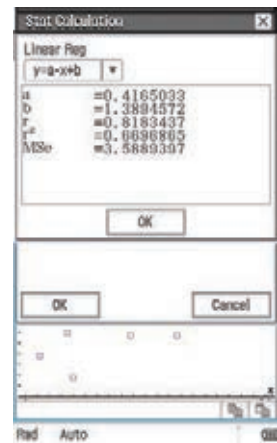 Stat Calculation
Linear Reg
y=a·x+b
a =0.4165033
b =1.3894572
r =0.8183437
r² =0.6696865
MSe =3.5889397
OK
OK Cancel
Rad Auto